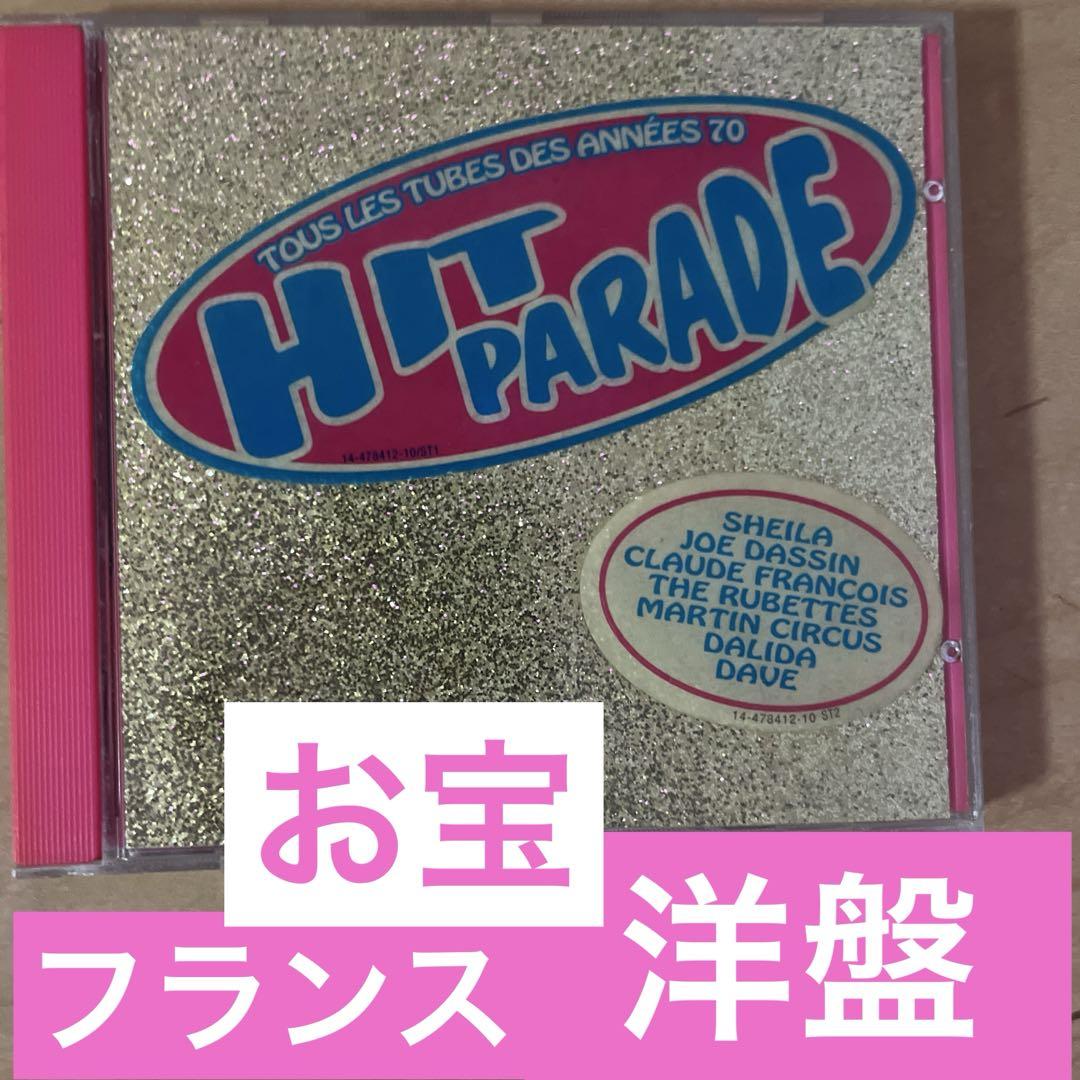 TOUS LES TUBES DES ANNÉES 70
HIT
PARADE
14-478412-10/ST1
SHEILA
JOE DASSIN
CLAUDE FRANCOIS
THE RUBETTES
MARTIN CIRCUS
DALIDA
DAVE
14-478412-10 ST2
お宝
フランス 洋盤